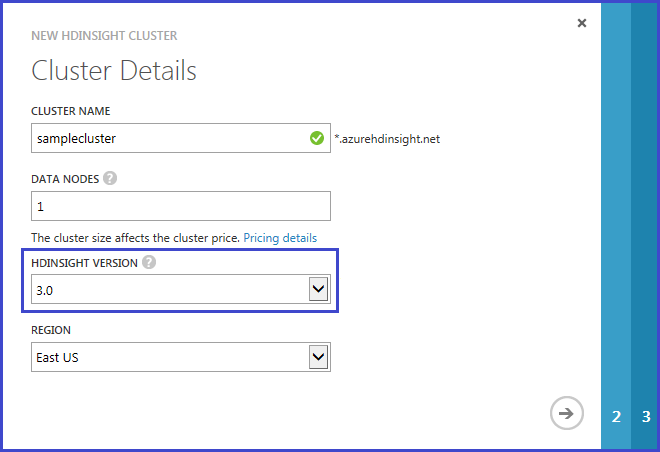 NEW HDINSIGHT CLUSTER
Cluster Details
CLUSTER NAME
samplecluster *.azurehdinsight.net
DATA NODES ?
1
The cluster size affects the cluster price. Pricing details
HDINSIGHT VERSION ?
3.0
REGION
East US
2 3